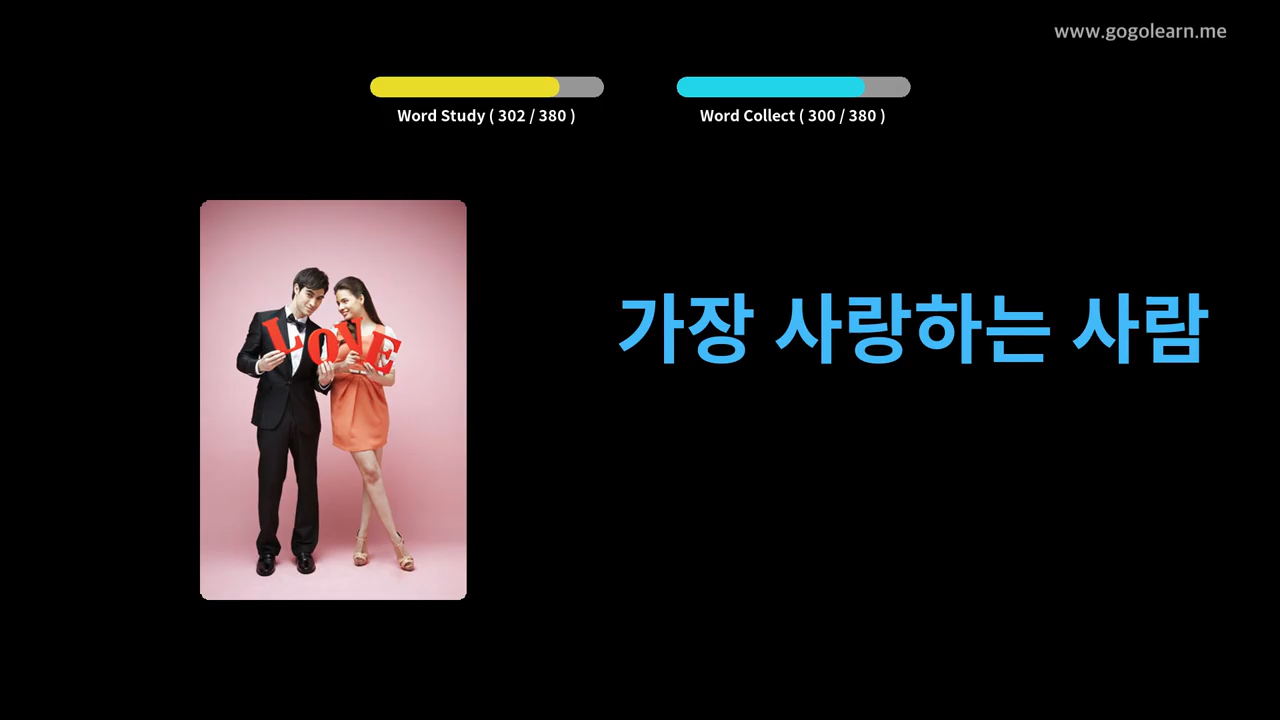 www.gogolearn.me
Word Study ( 302 / 380 )
Word Collect ( 300 / 380 )
LOVE
가장 사랑하는 사람